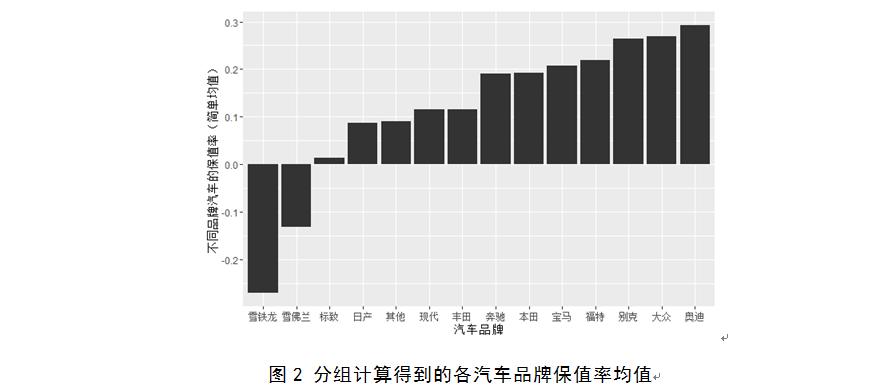 不同品牌汽车的保值率（简单均值）
0.3
0.2
0.1
0.0
-0.1
-0.2
雪铁龙 雪佛兰 标致 日产 其他 现代 丰田 奔驰 本田 宝马 福特 别克 大众 奥迪
汽车品牌
图 2 分组计算得到的各汽车品牌保值率均值